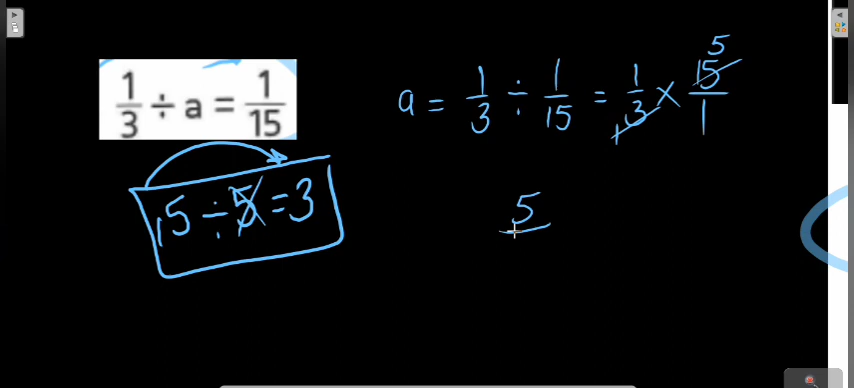 1/3 ÷ a = 1/15
a = 1/3 ÷ 1/15 = 1/3 × 15/1
5
1
15 ÷ 5 = 3
5